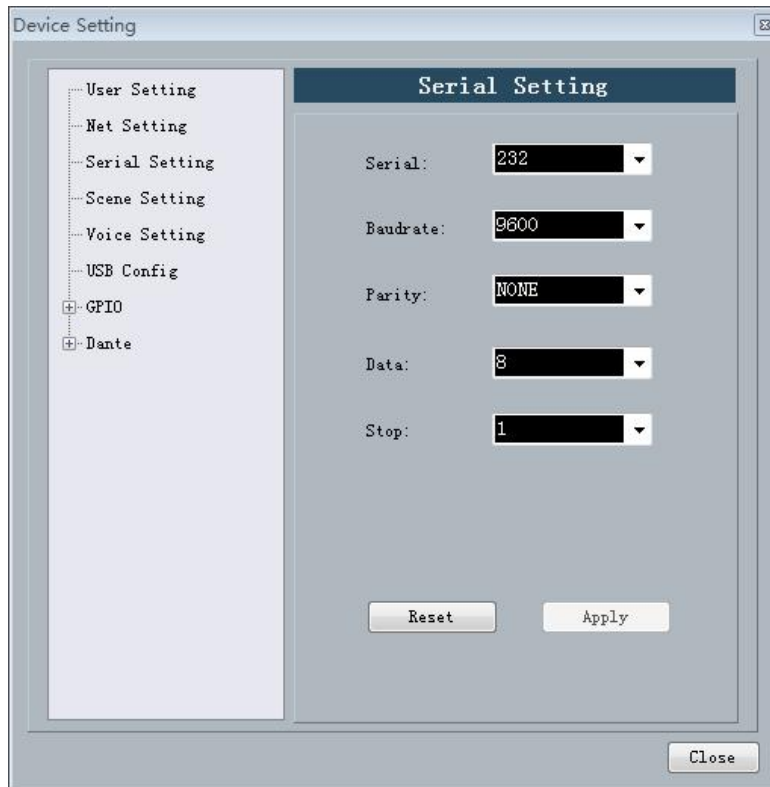 Device Setting
User Setting
Net Setting
Serial Setting
Scene Setting
Voice Setting
USB Config
GPIO
Dante
Serial Setting
Serial: 232
Baudrate: 9600
Parity: NONE
Data: 8
Stop: 1
Reset Apply
Close